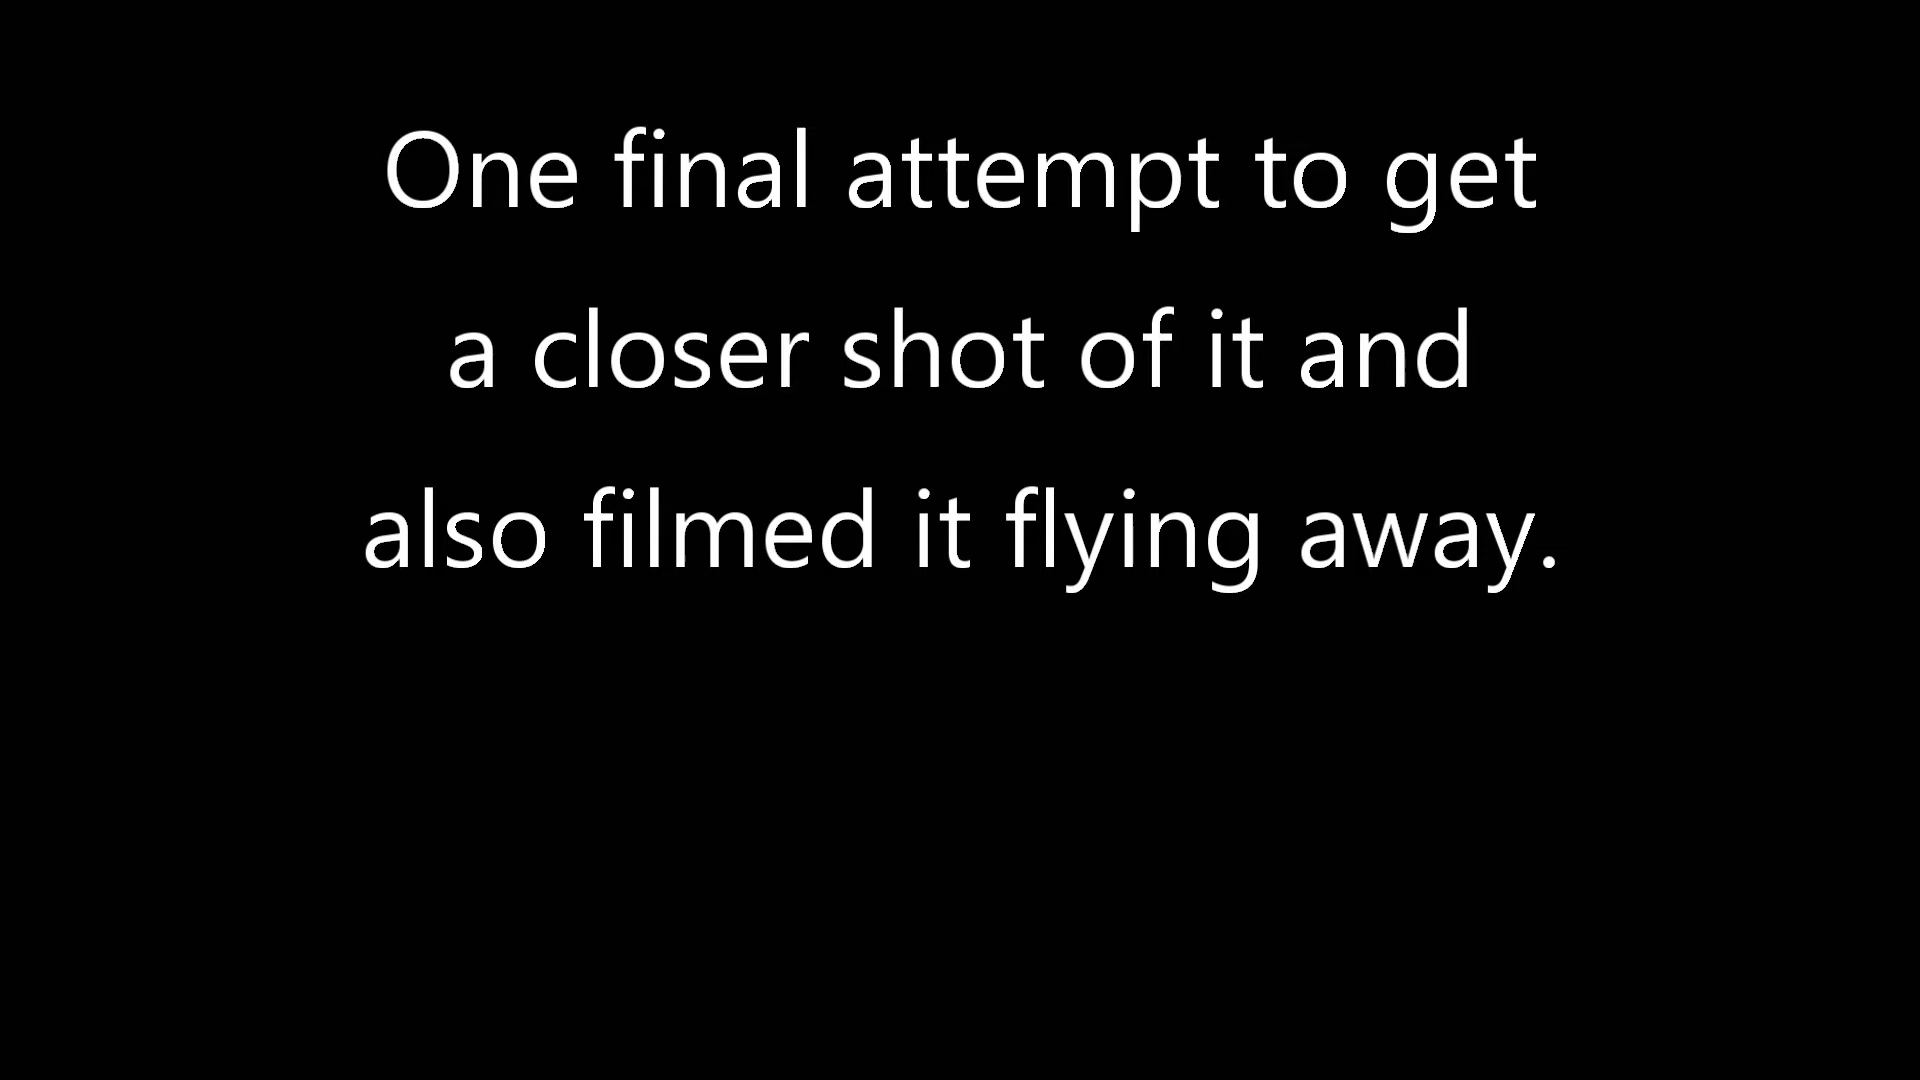 One final attempt to get
a closer shot of it and
also filmed it flying away.